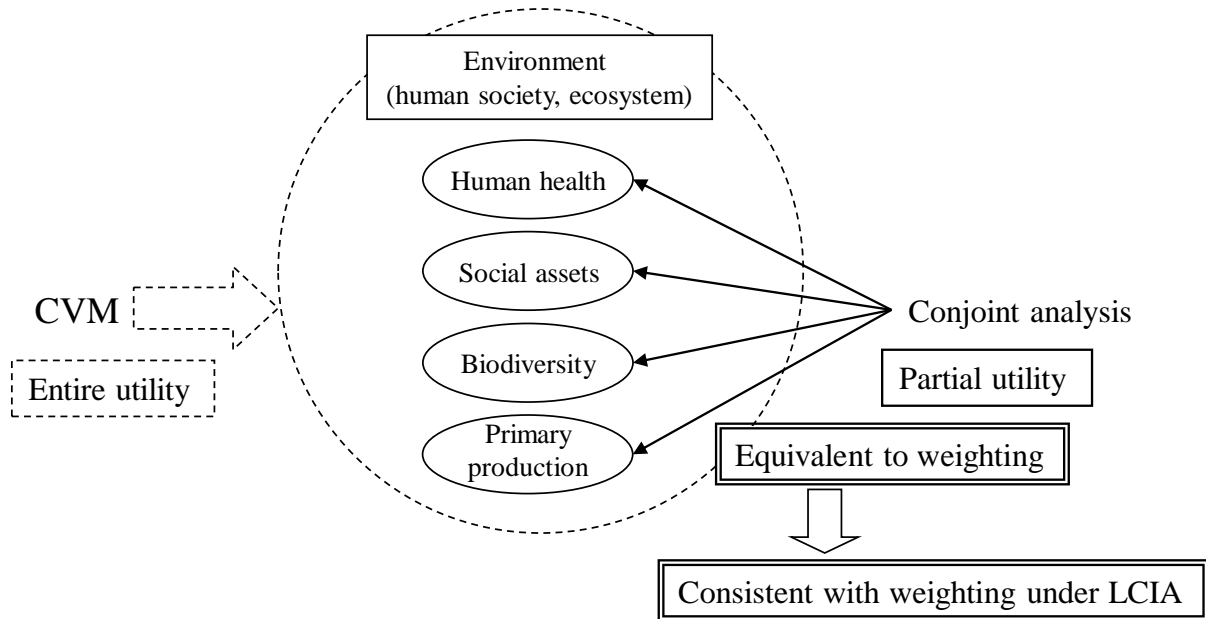 Environment
(human society, ecosystem)
Human health
Social assets
CVM
Conjoint analysis
Biodiversity
Partial utility
Entire utility
Primary
production
Equivalent to weighting
Consistent with weighting under LCIA